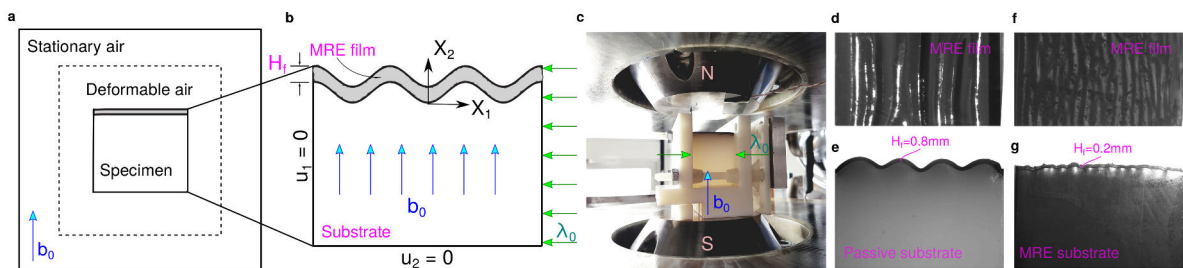 a
Stationary air
Deformable air
Specimen
b₀
b
MRE film
H_f
X₂
X₁
u₁ = 0
b₀
Substrate
λ₀
u₂ = 0
c
N
λ₀
b₀
S
d
MRE film
e
H_f=0.8mm
Passive substrate
f
MRE film
g
H_f=0.2mm
MRE substrate